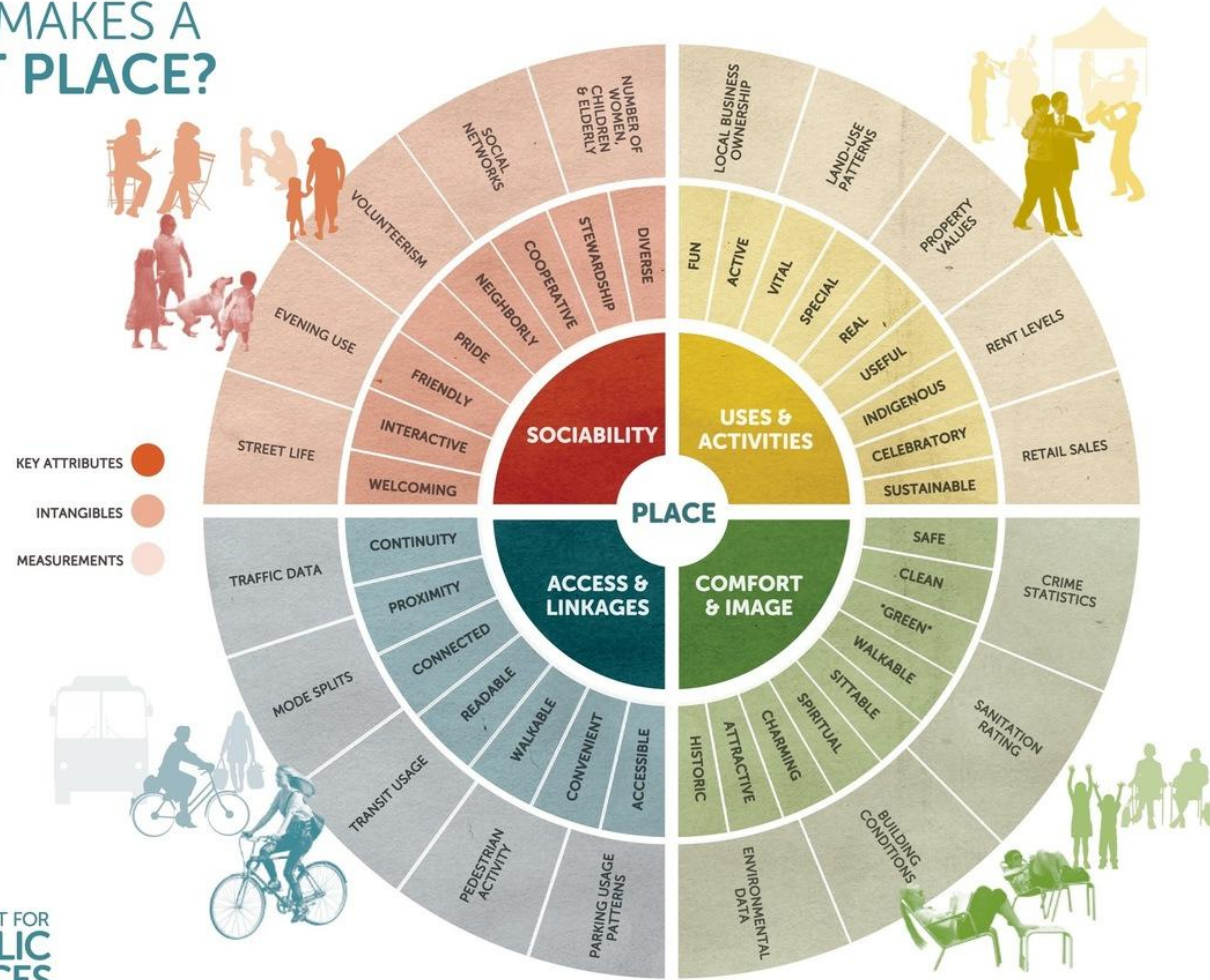 MAKES A
PLACE?
KEY ATTRIBUTES
INTANGIBLES
MEASUREMENTS
PLACE
SOCIABILITY
USES &
ACTIVITIES
ACCESS &
LINKAGES
COMFORT
& IMAGE
WELCOMING
INTERACTIVE
FRIENDLY
PRIDE
NEIGHBORLY
COOPERATIVE
STEWARDSHIP
DIVERSE
FUN
ACTIVE
VITAL
SPECIAL
REAL
USEFUL
INDIGENOUS
CELEBRATORY
SUSTAINABLE
SAFE
CLEAN
"GREEN"
WALKABLE
SITTABLE
SPIRITUAL
CHARMING
ATTRACTIVE
HISTORIC
ACCESSIBLE
CONVENIENT
WALKABLE
READABLE
CONNECTED
PROXIMITY
CONTINUITY
STREET LIFE
EVENING USE
VOLUNTEERISM
SOCIAL
NETWORKS
NUMBER OF
WOMEN,
CHILDREN
& ELDERLY
LOCAL BUSINESS
OWNERSHIP
LAND-USE
PATTERNS
PROPERTY
VALUES
RENT LEVELS
RETAIL SALES
CRIME
STATISTICS
SANITATION
RATING
BUILDING
CONDITIONS
ENVIRONMENTAL
DATA
PARKING USAGE
PATTERNS
PEDESTRIAN
ACTIVITY
TRANSIT USAGE
MODE SPLITS
TRAFFIC DATA
T FOR
LIC
CES